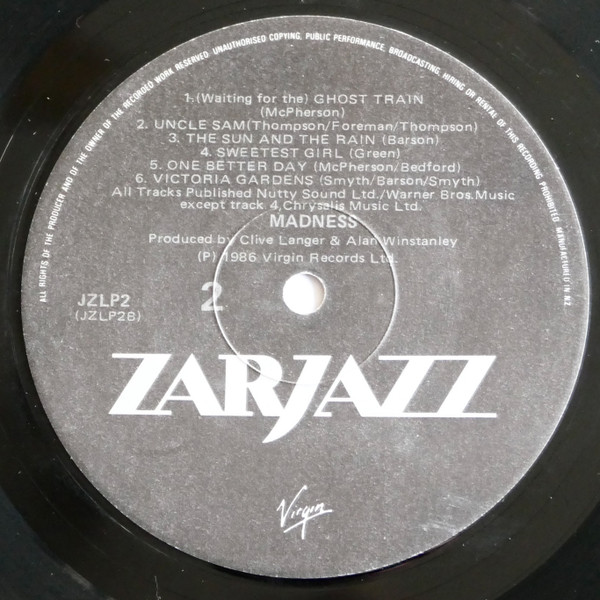 ALL RIGHTS OF THE PRODUCER AND OF THE OWNER OF THE RECORDED WORK RESERVED. UNAUTHORISED COPYING, PUBLIC PERFORMANCE, BROADCASTING, HIRING OR RENTAL OF THIS RECORDING PROHIBITED. MANUFACTURED IN NZ
1. (Waiting for the) GHOST TRAIN
(McPherson)
2. UNCLE SAM(Thompson/Foreman/Thompson)
3. THE SUN AND THE RAIN (Barson)
4. SWEETEST GIRL (Green)
5. ONE BETTER DAY (McPherson/Bedford)
6. VICTORIA GARDENS (Smyth/Barson/Smyth)
All Tracks Published Nutty Sound Ltd./Warner Bros.Music
except track 4,Chrysalis Music Ltd.
MADNESS
Produced by Clive Langer & Alan Winstanley
(P) 1986 Virgin Records Ltd.
JZLP2
(JZLP2B)
2
ZARJAZZ
Virgin